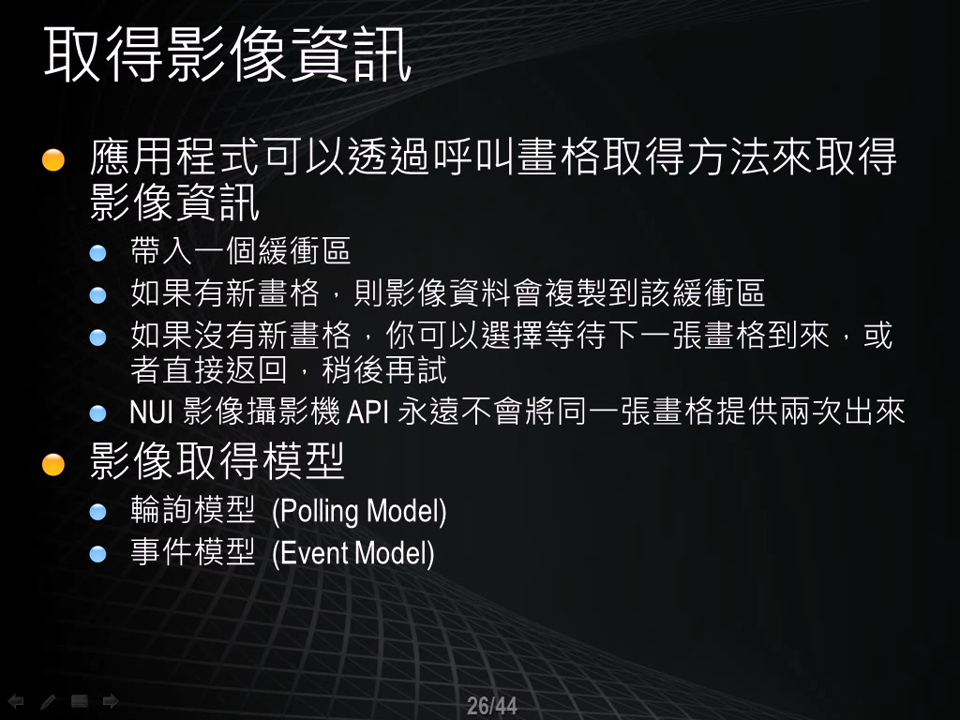 取得影像資訊
應用程式可以透過呼叫畫格取得方法來取得
影像資訊
帶入一個緩衝區
如果有新畫格，則影像資料會複製到該緩衝區
如果沒有新畫格，你可以選擇等待下一張畫格到來，或
者直接返回，稍後再試
NUI 影像攝影機 API 永遠不會將同一張畫格提供兩次出來
影像取得模型
輪詢模型 (Polling Model)
事件模型 (Event Model)
26/44